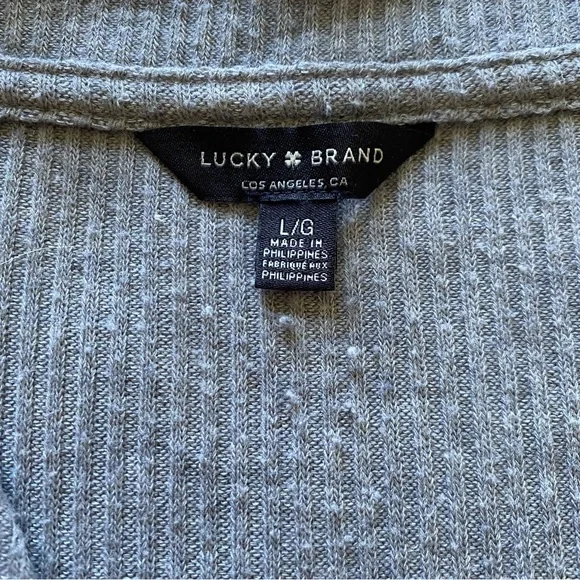 LUCKY BRAND
LOS ANGELES, CA
L/G
MADE IN
PHILIPPINES
FABRIQUÉ AUX
PHILIPPINES